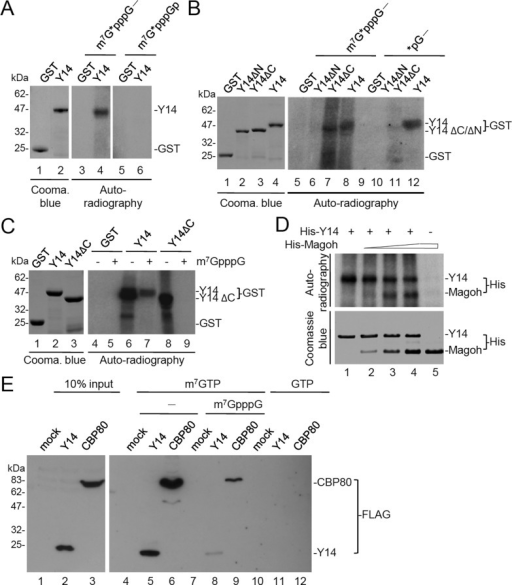 A
m⁷G*pppG–
m⁷G*pppGp
kDa
GST
Y14
GST
Y14
GST
Y14
62-
47-
32-
25-
-Y14
-GST
1 2 3 4 5 6
Cooma. blue
Auto-radiography
B
m⁷G*pppG–
*pG–
kDa
GST
Y14ΔN
Y14ΔC
Y14
GST
Y14ΔN
Y14ΔC
Y14
GST
Y14ΔN
Y14ΔC
Y14
62-
47-
32-
25-
-Y14
-Y14 ΔC/ΔN
-GST
-GST
1 2 3 4 5 6 7 8 9 10 11 12
Cooma. blue
Auto-radiography
C
GST
Y14
Y14ΔC
GST
Y14
Y14ΔC
kDa
- + - + - + m⁷GpppG
62-
47-
32-
25-
-Y14
-Y14 ΔC
-GST
-GST
1 2 3 4 5 6 7 8 9
Cooma. blue
Auto-radiography
D
His-Y14 + + + + -
His-Magoh
Auto-radiography
-Y14
-Magoh
His
Coomassie blue
-Y14
-Magoh
His
1 2 3 4 5
E
10% input
m⁷GTP
GTP
–
m⁷GpppG
mock
Y14
CBP80
mock
Y14
CBP80
mock
Y14
CBP80
mock
Y14
CBP80
kDa
83-
62-
47-
32-
25-
-CBP80
-FLAG
-Y14
1 2 3 4 5 6 7 8 9 10 11 12